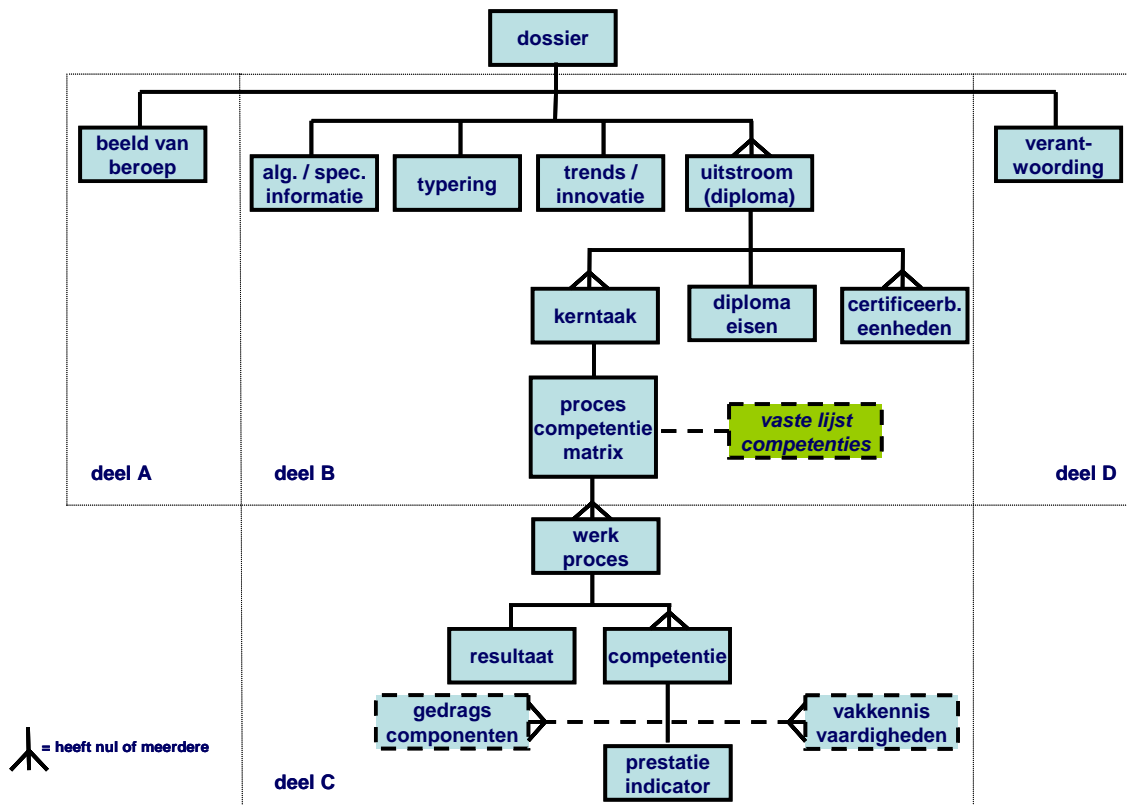 dossier
beeld van
beroep
alg. / spec.
informatie
typering
trends /
innovatie
uitstroom
(diploma)
verant-
woording
kerntaak
diploma
eisen
certificeerb.
eenheden
proces
competentie
matrix
vaste lijst
competenties
deel A
deel B
deel D
werk
proces
resultaat
competentie
gedrags
componenten
vakkennis
vaardigheden
= heeft nul of meerdere
prestatie
indicator
deel C